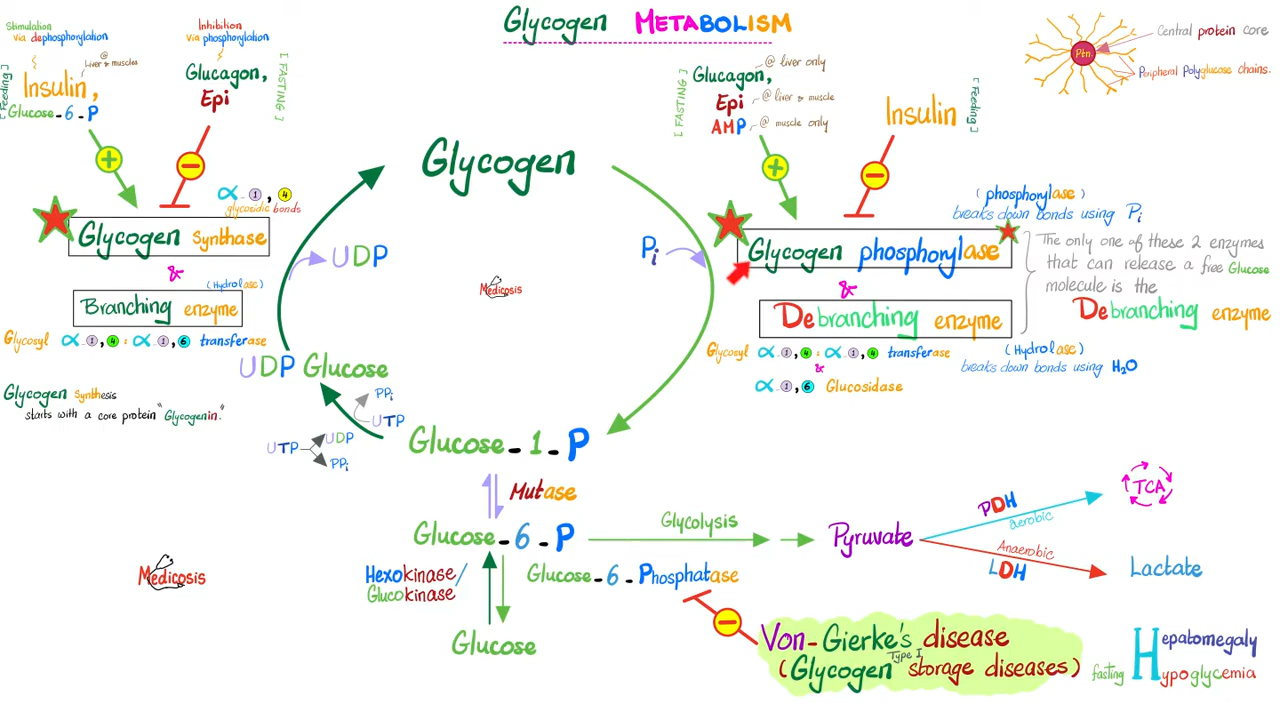 Glycogen METABOLISM
Stimulation
via dephosphorylation
@
Liver & muscles
[Feeding]
Insulin,
Glucose-6-P
+
Inhibition
via phosphorylation
Glucagon,
Epi
[FASTING]
−
α-1,4
glycosidic bonds
Glycogen Synthase
&
(Hydrolase)
Branching enzyme
Glycosyl α-1,4:α-1,6 transferase
Glycogen Synthesis
starts with a core protein "Glycogenin."
Glycogen
UDP
UDP Glucose
PPi
UTP
UTP
UDP
PPi
Pi
Medicosis
[FASTING]
Glucagon,
@ liver only
Epi
@ liver & muscle
AMP
@ muscle only
+
Insulin
[Feeding]
−
Ptn.
Central protein core
Peripheral Polyglucose chains.
(phosphorylase)
breaks down bonds using Pi
Glycogen phosphorylase
&
Debranching enzyme
The only one of these 2 enzymes
that can release a free Glucose
molecule is the
Debranching enzyme
Glycosyl α-1,4:α-1,4 transferase
&
α-1,6 Glucosidase
(Hydrolase)
breaks down bonds using H2O
Glucose-1-P
Mutase
Glucose-6-P
Glycolysis
Pyruvate
PDH
aerobic
TCA
Anaerobic
LDH
Lactate
Hexokinase/
Glucokinase
Glucose-6-Phosphatase
Glucose
−
Von-Gierke's disease
Type I
(Glycogen storage diseases)
fasting
Hepatomegaly
Hypoglycemia
Medicosis